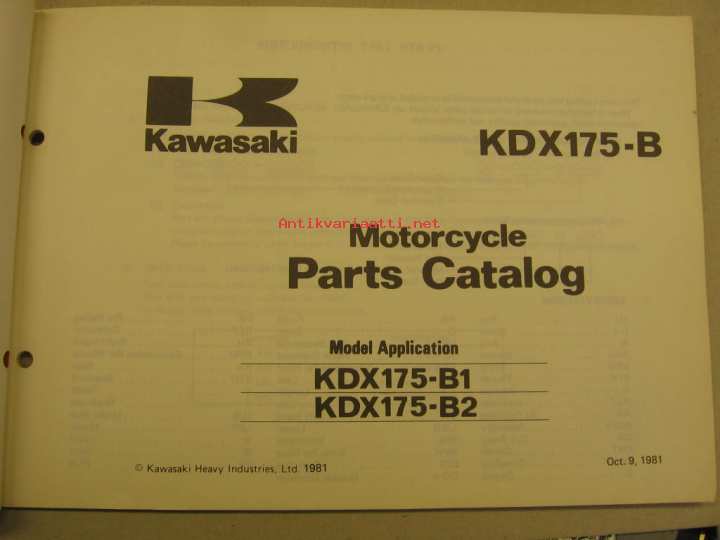 Kawasaki
KDX175-B
Antikvariaatti.net
Motorcycle
Parts Catalog
Model Application
KDX175-B1
KDX175-B2
© Kawasaki Heavy Industries, Ltd. 1981
Oct. 9, 1981